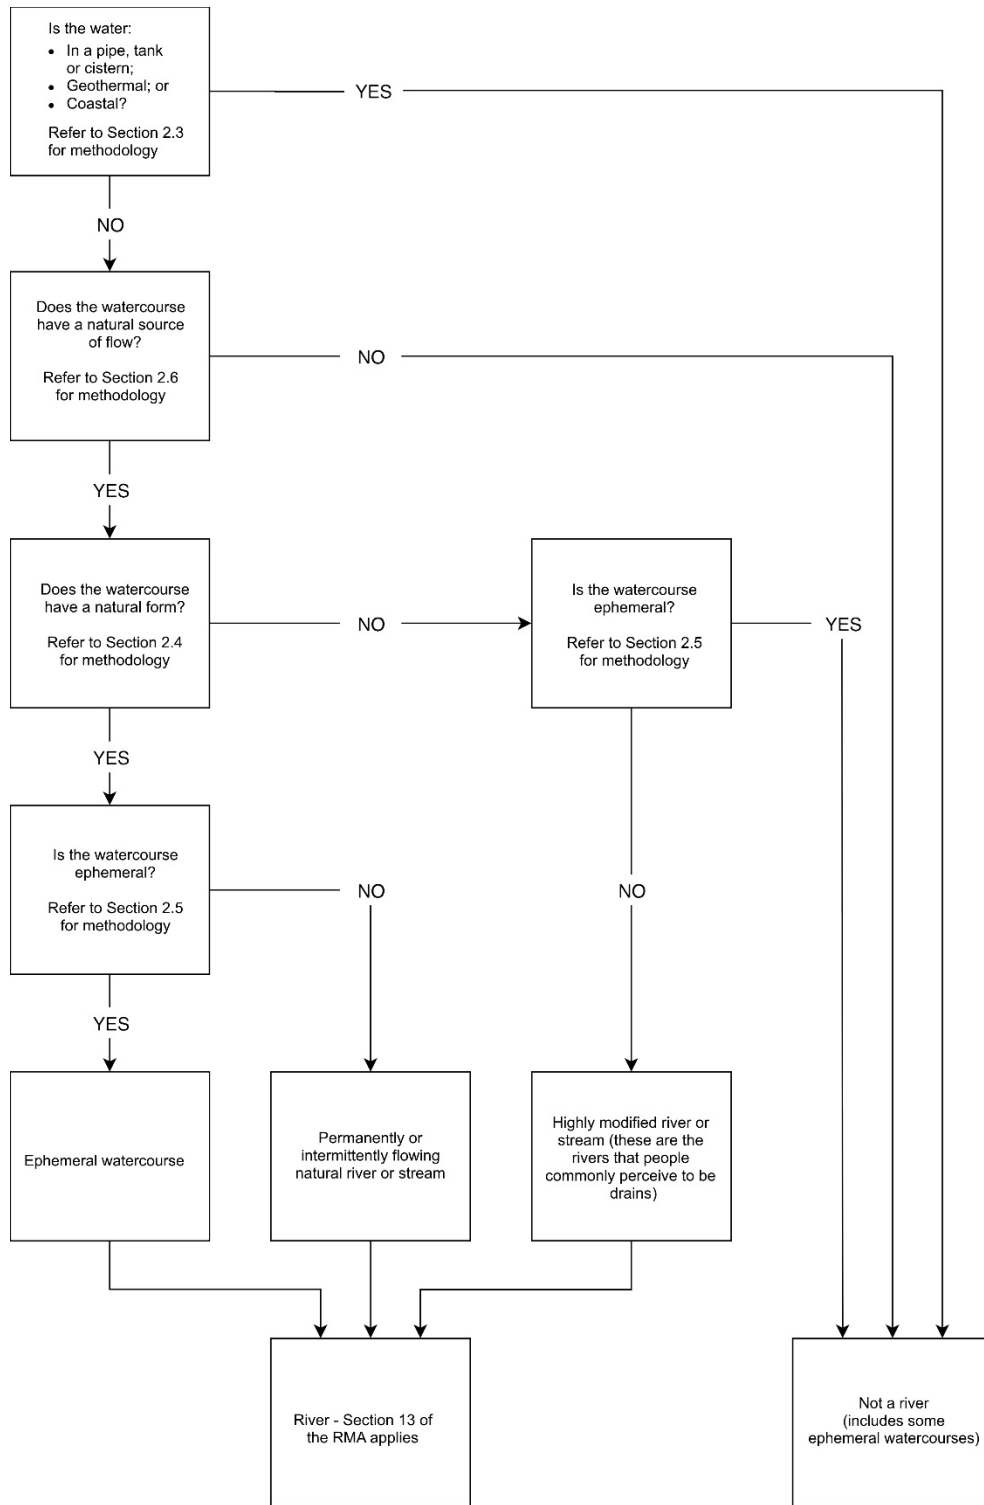 Is the water:
• In a pipe, tank
or cistern;
• Geothermal; or
• Coastal?
Refer to Section 2.3
for methodology
YES
NO
Does the watercourse
have a natural source
of flow?
Refer to Section 2.6
for methodology
NO
YES
Does the watercourse
have a natural form?
Refer to Section 2.4
for methodology
NO
Is the watercourse
ephemeral?
Refer to Section 2.5
for methodology
YES
YES
Is the watercourse
ephemeral?
Refer to Section 2.5
for methodology
NO
NO
YES
Ephemeral watercourse
Permanently or
intermittently flowing
natural river or stream
Highly modified river or
stream (these are the
rivers that people
commonly perceive to be
drains)
River - Section 13 of
the RMA applies
Not a river
(includes some
ephemeral watercourses)